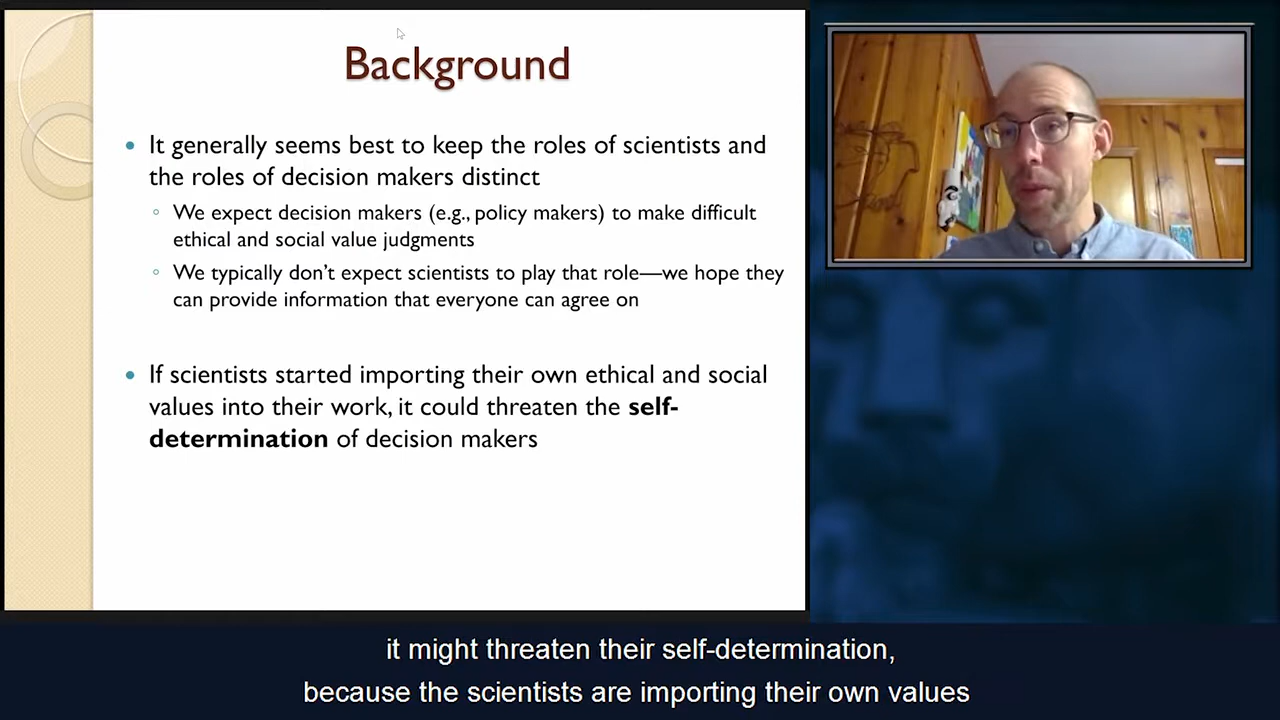 Background
• It generally seems best to keep the roles of scientists and
the roles of decision makers distinct
◦ We expect decision makers (e.g., policy makers) to make difficult
ethical and social value judgments
◦ We typically don’t expect scientists to play that role—we hope they
can provide information that everyone can agree on
• If scientists started importing their own ethical and social
values into their work, it could threaten the self-
determination of decision makers
it might threaten their self-determination,
because the scientists are importing their own values